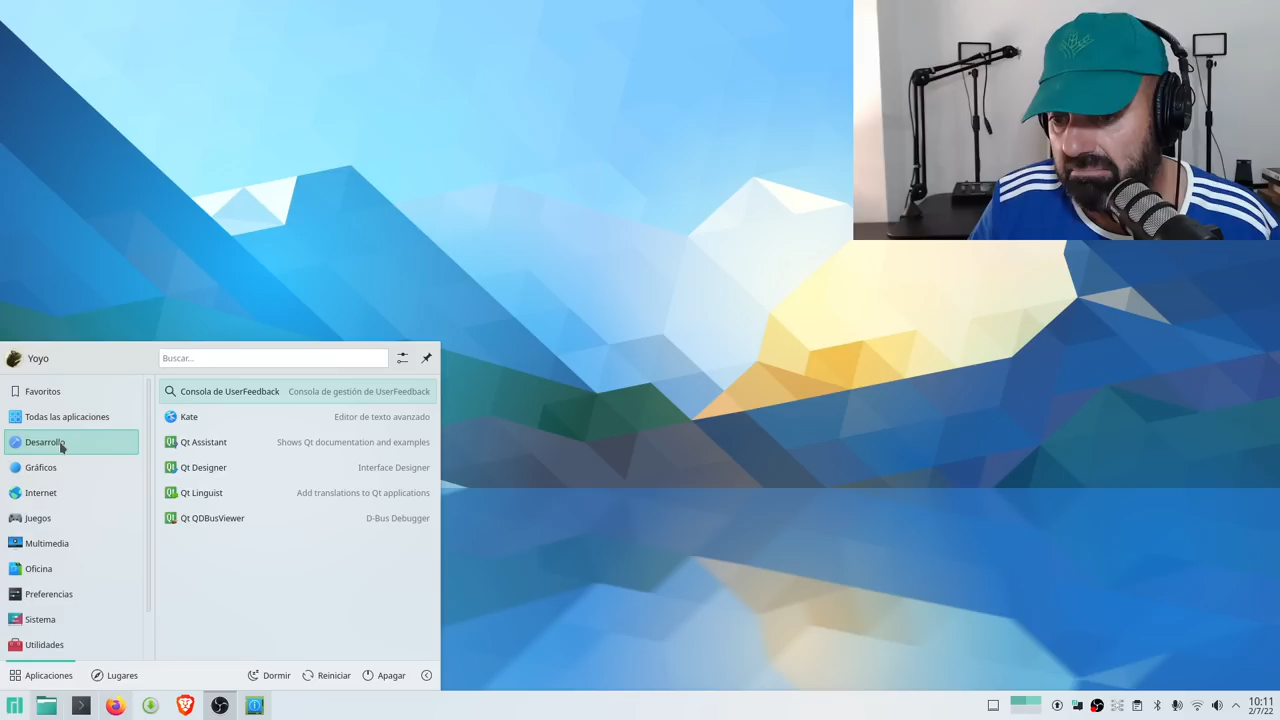 Yoyo
Buscar...
Favoritos
Todas las aplicaciones
Desarrollo
Gráficos
Internet
Juegos
Multimedia
Oficina
Preferencias
Sistema
Utilidades
Consola de UserFeedback Consola de gestión de UserFeedback
Kate Editor de texto avanzado
Qt Assistant Shows Qt documentation and examples
Qt Designer Interface Designer
Qt Linguist Add translations to Qt applications
Qt QDBusViewer D-Bus Debugger
Aplicaciones
Lugares
Dormir
Reiniciar
Apagar
10:11
2/7/22